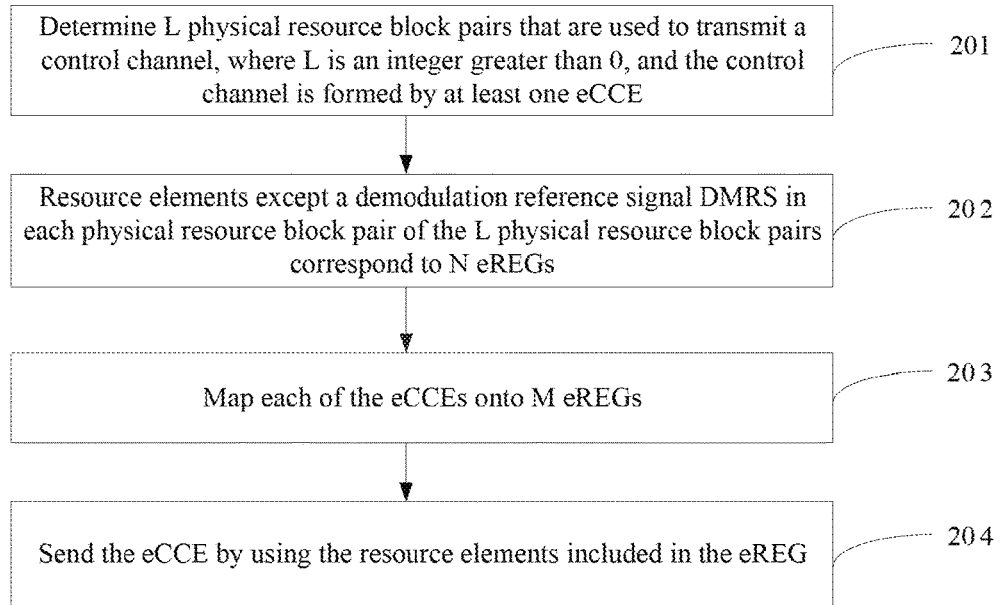 Determine L physical resource block pairs that are used to transmit a
control channel, where L is an integer greater than 0, and the control
channel is formed by at least one eCCE
201
Resource elements except a demodulation reference signal DMRS in
each physical resource block pair of the L physical resource block pairs
correspond to N eREGs
202
Map each of the eCCEs onto M eREGs
203
Send the eCCE by using the resource elements included in the eREG
204